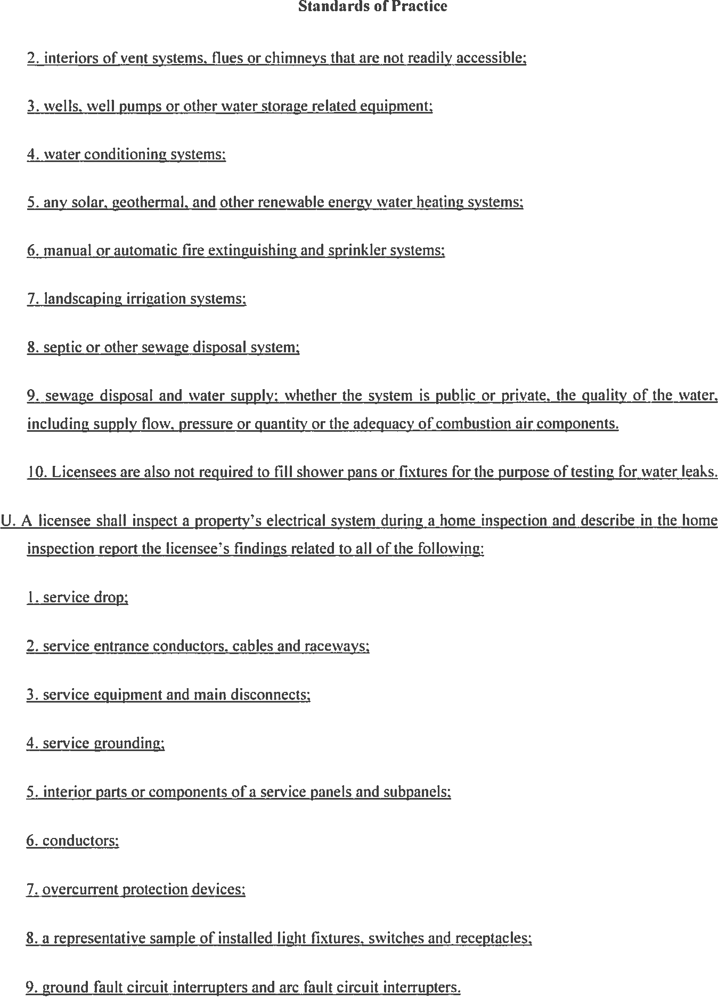 Standards of Practice
2. interiors of vent systems, flues or chimneys that are not readily accessible;
3. wells, well pumps or other water storage related equipment;
4. water conditioning systems;
5. any solar, geothermal, and other renewable energy water heating systems;
6. manual or automatic fire extinguishing and sprinkler systems;
7. landscaping irrigation systems;
8. septic or other sewage disposal system;
9. sewage disposal and water supply; whether the system is public or private, the quality of the water,
including supply flow, pressure or quantity or the adequacy of combustion air components.
10. Licensees are also not required to fill shower pans or fixtures for the purpose of testing for water leaks.
U. A licensee shall inspect a property's electrical system during a home inspection and describe in the home
inspection report the licensee's findings related to all of the following:
1. service drop;
2. service entrance conductors, cables and raceways;
3. service equipment and main disconnects;
4. service grounding;
5. interior parts or components of a service panels and subpanels;
6. conductors;
7. overcurrent protection devices;
8. a representative sample of installed light fixtures, switches and receptacles;
9. ground fault circuit interrupters and arc fault circuit interrupters.